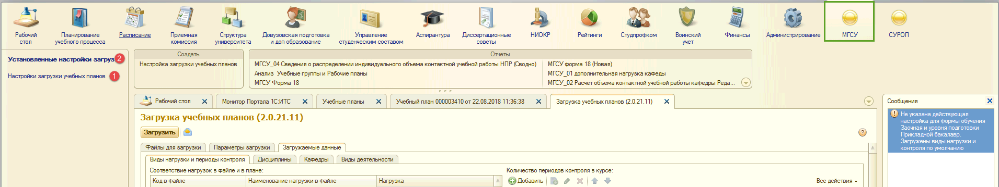 Рабочий
стол
Планирование
учебного процесса
Расписание
Приемная
комиссия
Структура
университета
Довузовская подготовка
и доп образование
Управление
студенческим составом
Аспирантура
Диссертационные
советы
НИОКР
Рейтинги
Студпрофком
Воинский
учет
Финансы
Администрирование
МГСУ
СУРОП
Установленные настройки загруз
2
Настройки загрузки учебных планов
1
Создать
Настройка загрузки учебных планов
Отчеты
МГСУ_04 Сведения о распределении индивидуального объема контактной учебной работы НПР (Сводно)
Анализ Учебные группы и Рабочие планы
МГСУ Форма 18
МГСУ форма 18 (Новая)
МГСУ_01 дополнительная нагрузка кафедры
МГСУ_02 Расчет объема контактной учебной работы кафедры Реда...
Рабочий стол
Монитор Портала 1С:ИТС
Учебные планы
Учебный план 000003410 от 22.08.2018 11:36:38
Загрузка учебных планов (2.0.21.11)
Загрузка учебных планов (2.0.21.11)
Загрузить
?
Файлы для загрузки
Параметры загрузки
Загружаемые данные
Виды нагрузки и периоды контроля
Дисциплины
Кафедры
Виды деятельности
Соответствие нагрузок в файле и в плане:
Код в файле
Наименование нагрузки в файле
Нагрузка
Количество периодов контроля в курсе:
Добавить
Все действия
Сообщения
Не указана действующая
настройка для формы обучения
Заочная и уровня подготовки
Прикладной бакалавр.
Загружены виды нагрузки и
контроля по умолчанию